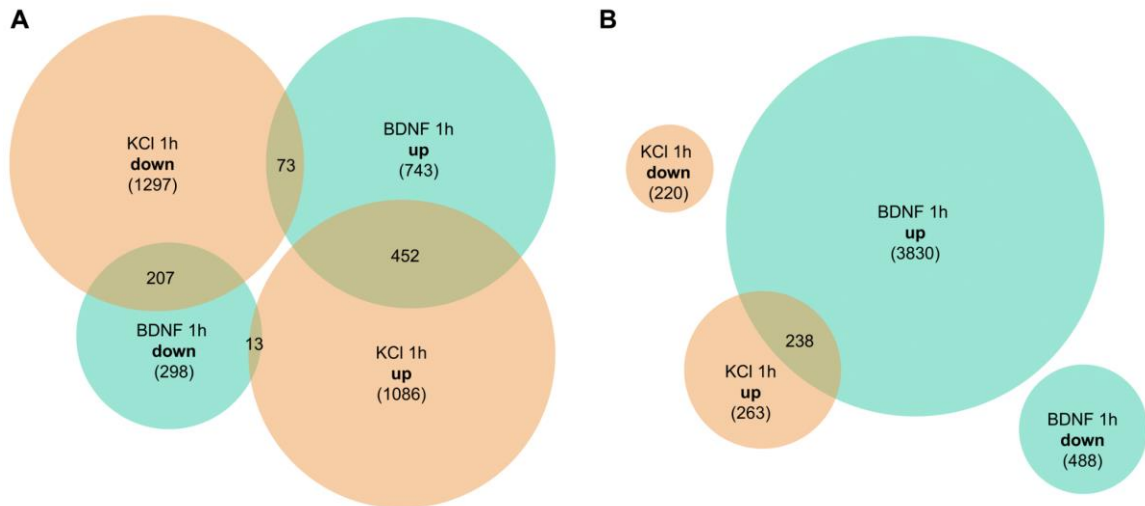 A
KCl 1h
down
(1297)
73
BDNF 1h
up
(743)
452
207
BDNF 1h
down
(298)
13
KCl 1h
up
(1086)
B
KCl 1h
down
(220)
BDNF 1h
up
(3830)
238
KCl 1h
up
(263)
BDNF 1h
down
(488)